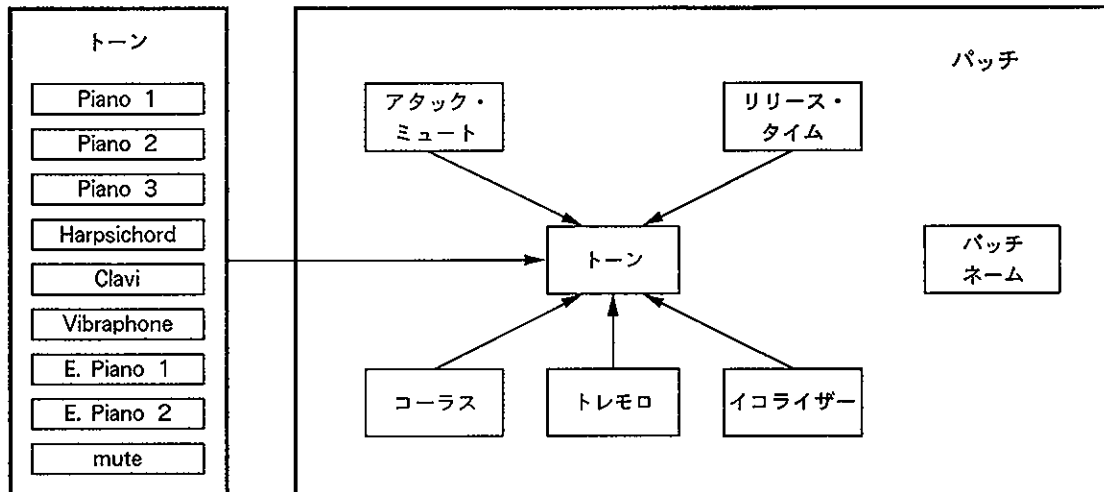 トーン
Piano 1
Piano 2
Piano 3
Harpsichord
Clavi
Vibraphone
E. Piano 1
E. Piano 2
mute
パッチ
アタック・
ミュート
リリース・
タイム
トーン
パッチ
ネーム
コーラス
トレモロ
イコライザー